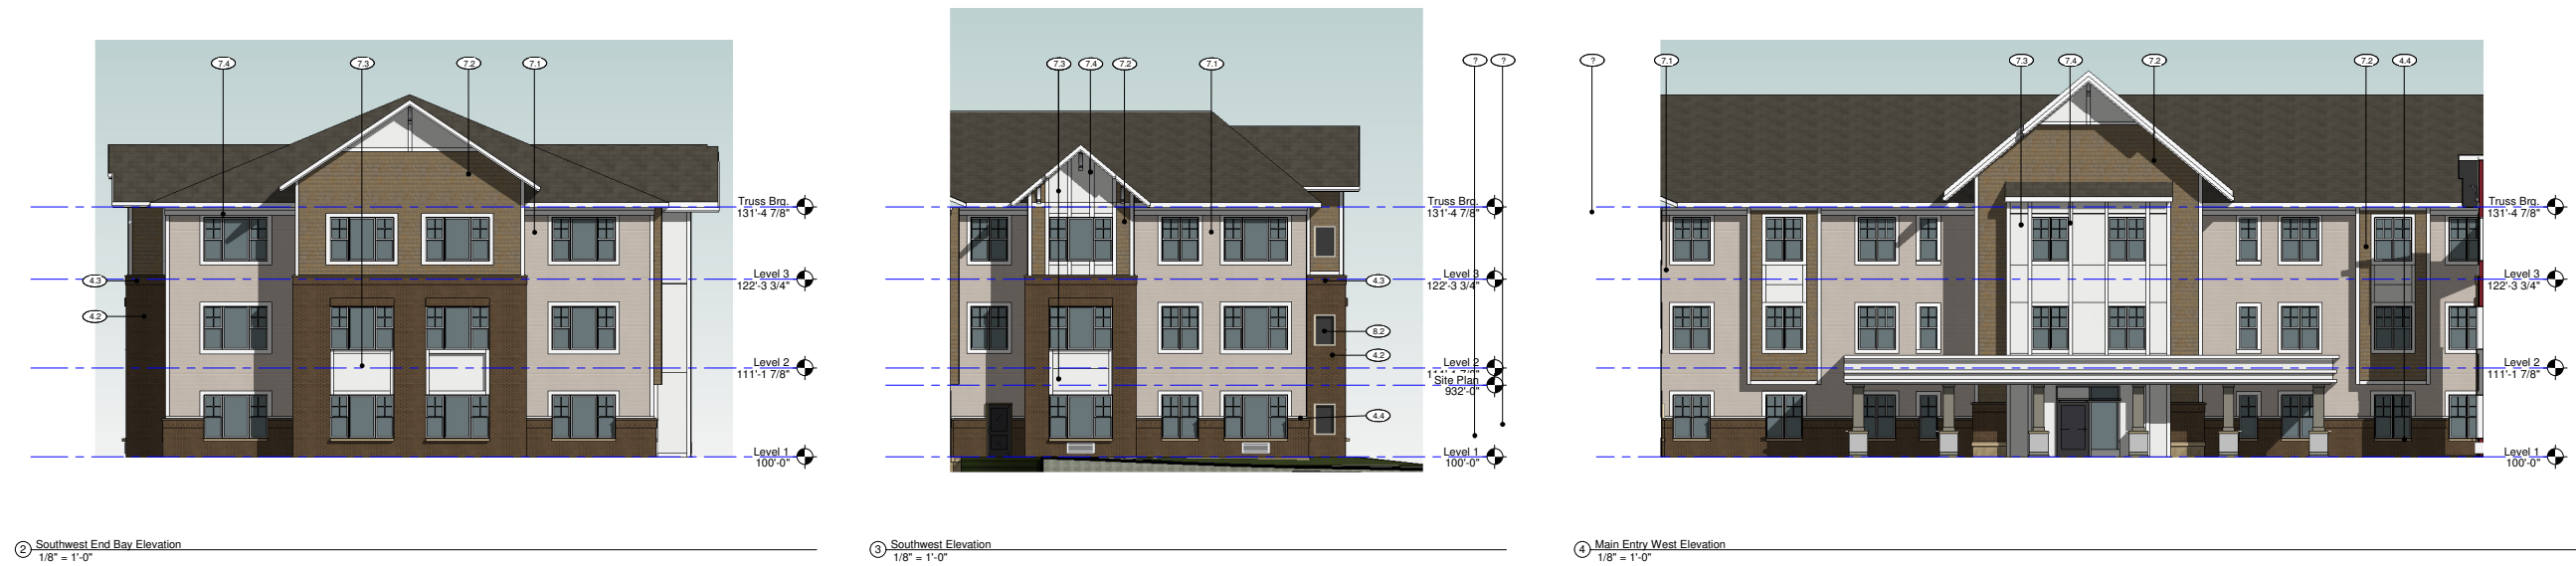 7.4 7.3 7.2 7.1
Truss Brg.
131'-4 7/8"
4.3
Level 3
122'-3 3/4"
4.2
Level 2
111'-1 7/8"
Level 1
100'-0"
2 Southwest End Bay Elevation
1/8" = 1'-0"
7.3 7.4 7.2 7.1 ? ?
Truss Brg.
131'-4 7/8"
Level 3
4.3
122'-3 3/4"
8.2
4.2
Level 2
111'-1 7/8"
Site Plan
932'-0"
4.4
Level 1
100'-0"
3 Southwest Elevation
1/8" = 1'-0"
? 7.1 7.3 7.4 7.2 7.2 4.4
Truss Brg.
131'-4 7/8"
Level 3
122'-3 3/4"
Level 2
111'-1 7/8"
Level 1
100'-0"
4 Main Entry West Elevation
1/8" = 1'-0"